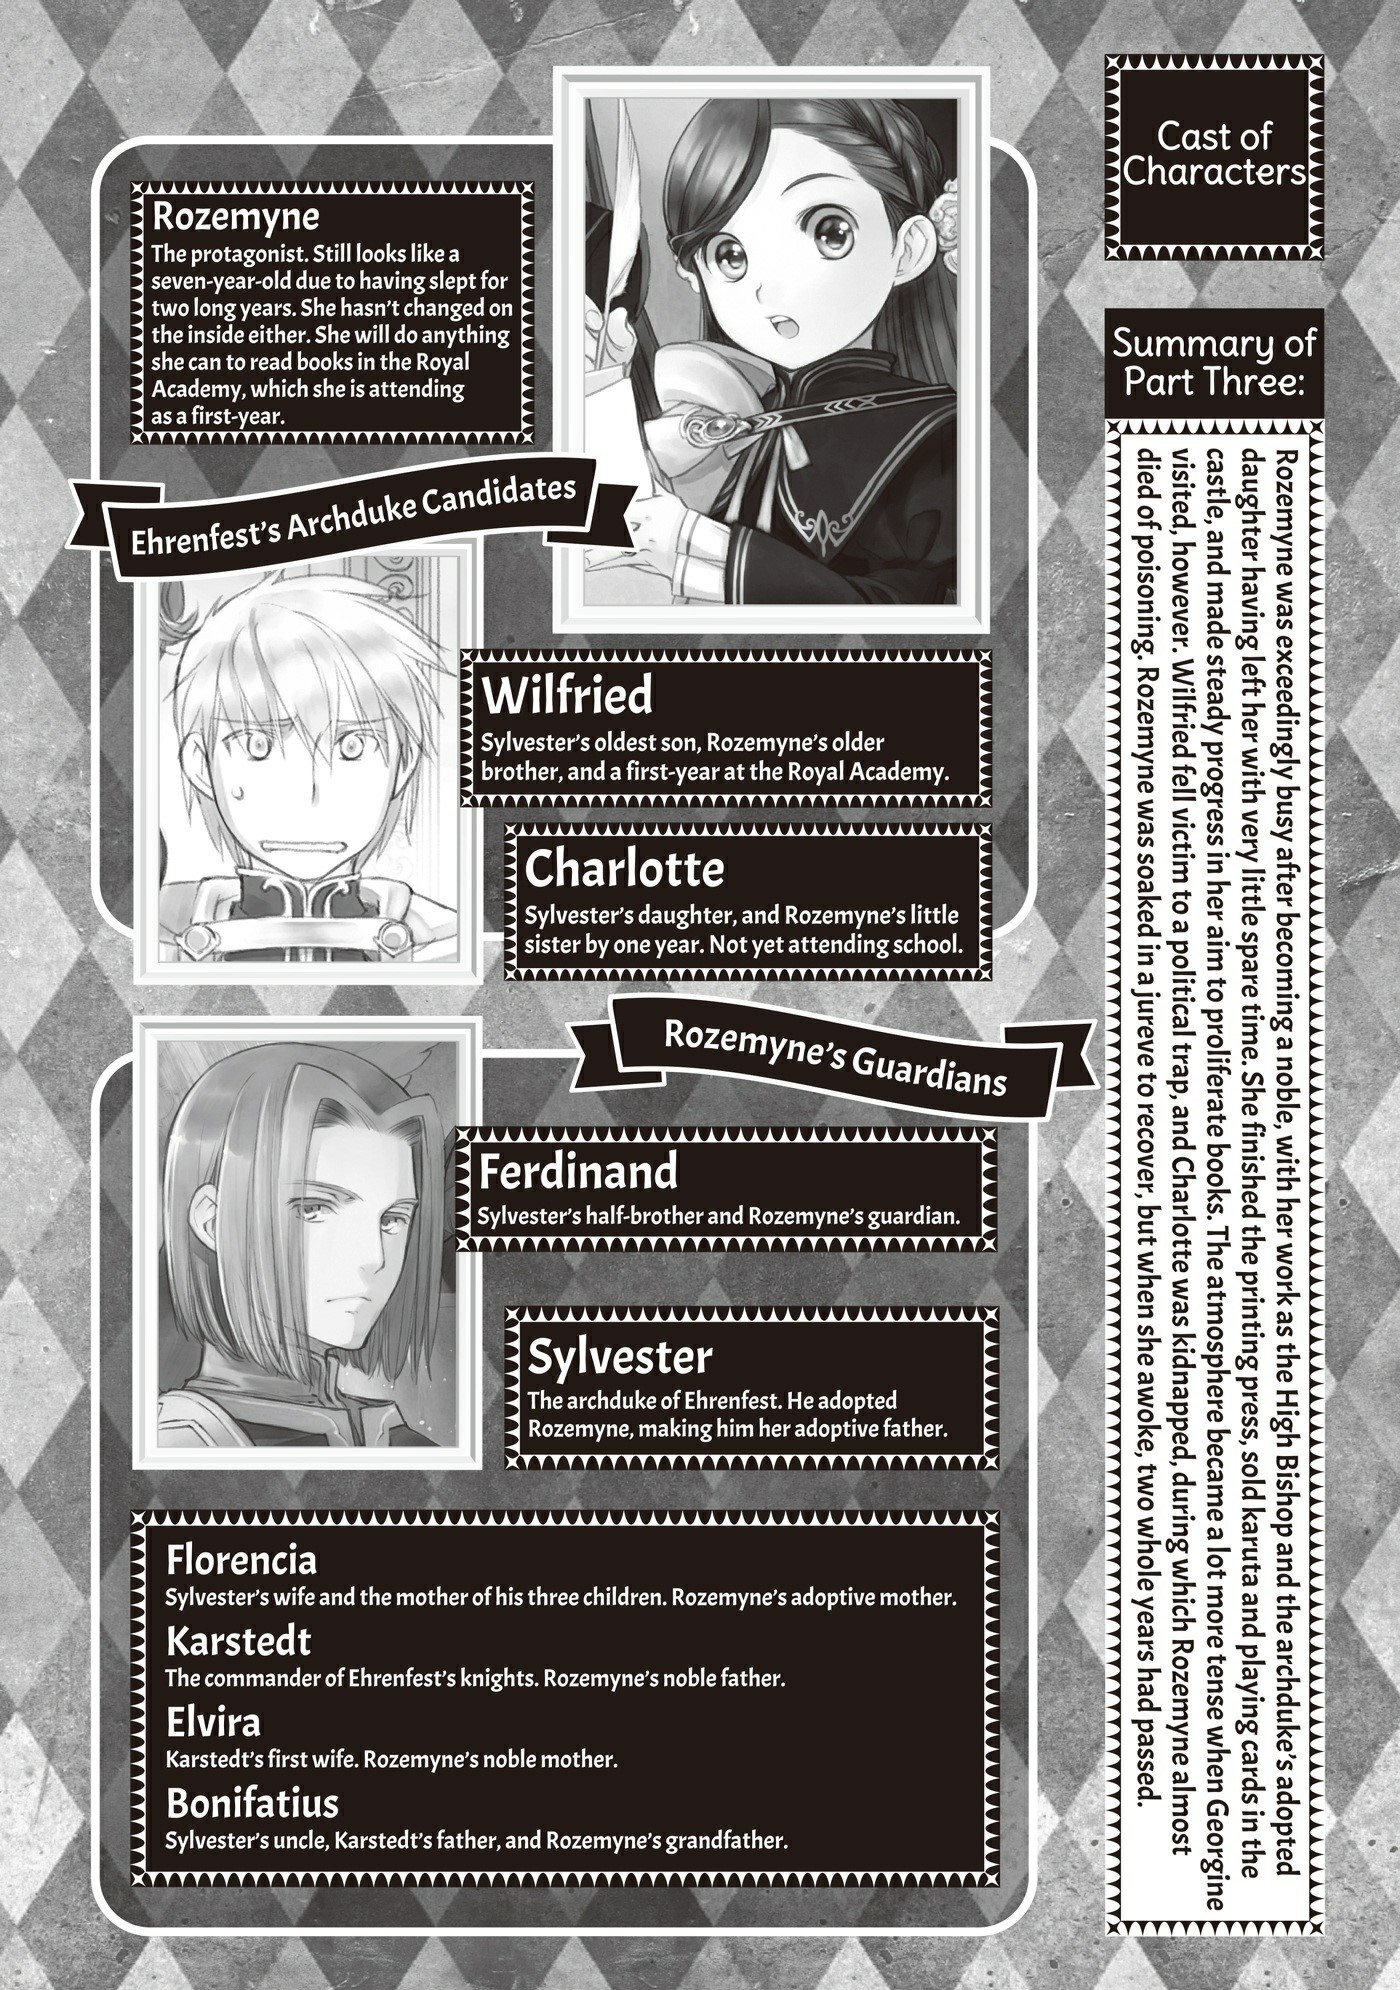 Cast of
Characters
Summary of
Part Three:
Rozemyne was exceedingly busy after becoming a noble, with her work as the High Bishop and the archduke's adopted
daughter having left her with very little spare time. She finished the printing press, sold karuta and playing cards in the
castle, and made steady progress in her aim to proliferate books. The atmosphere became a lot more tense when Georgine
visited, however. Wilfried fell victim to a political trap, and Charlotte was kidnapped, during which Rozemyne almost
died of poisoning. Rozemyne was soaked in a jureve to recover, but when she awoke, two whole years had passed.
Rozemyne
The protagonist. Still looks like a
seven-year-old due to having slept for
two long years. She hasn't changed on
the inside either. She will do anything
she can to read books in the Royal
Academy, which she is attending
as a first-year.
Ehrenfest's Archduke Candidates
Wilfried
Sylvester's oldest son, Rozemyne's older
brother, and a first-year at the Royal Academy.
Charlotte
Sylvester's daughter, and Rozemyne's little
sister by one year. Not yet attending school.
Rozemyne's Guardians
Ferdinand
Sylvester's half-brother and Rozemyne's guardian.
Sylvester
The archduke of Ehrenfest. He adopted
Rozemyne, making him her adoptive father.
Florencia
Sylvester's wife and the mother of his three children. Rozemyne's adoptive mother.
Karstedt
The commander of Ehrenfest's knights. Rozemyne's noble father.
Elvira
Karstedt's first wife. Rozemyne's noble mother.
Bonifatius
Sylvester's uncle, Karstedt's father, and Rozemyne's grandfather.